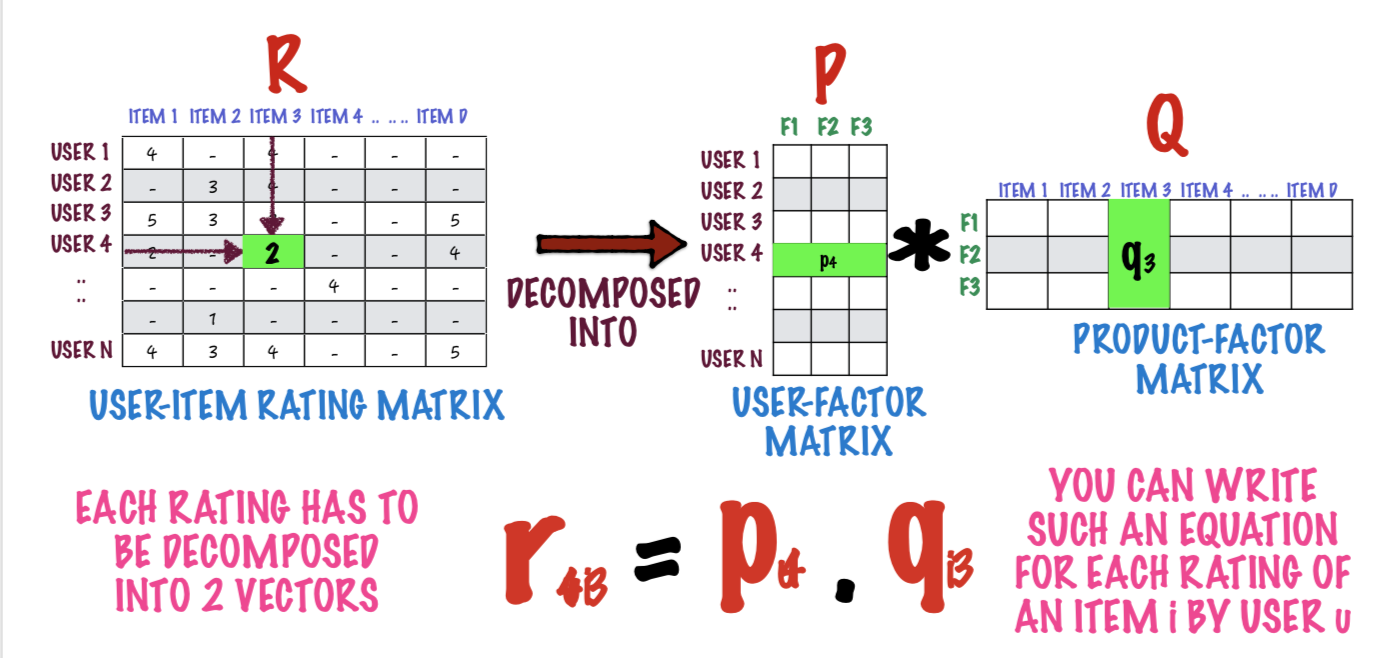 R
ITEM 1 ITEM 2 ITEM 3 ITEM 4 .. .. .. ITEM D
USER 1 4 - 4 - - -
USER 2 - 3 4 - - -
USER 3 5 3 - - 5
USER 4 2 - 2 - - 4
.. - - - 4 - -
.. - 1 - - - -
USER N 4 3 4 - - 5
USER-ITEM RATING MATRIX
DECOMPOSED
INTO
P
F1 F2 F3
USER 1
USER 2
USER 3
USER 4 p4
..
..
USER N
USER-FACTOR
MATRIX
*
Q
ITEM 1 ITEM 2 ITEM 3 ITEM 4 .. .. .. ITEM D
F1
F2 q3
F3
PRODUCT-FACTOR
MATRIX
EACH RATING HAS TO
BE DECOMPOSED
INTO 2 VECTORS
r43 = p4 . q3
YOU CAN WRITE
SUCH AN EQUATION
FOR EACH RATING OF
AN ITEM i BY USER u